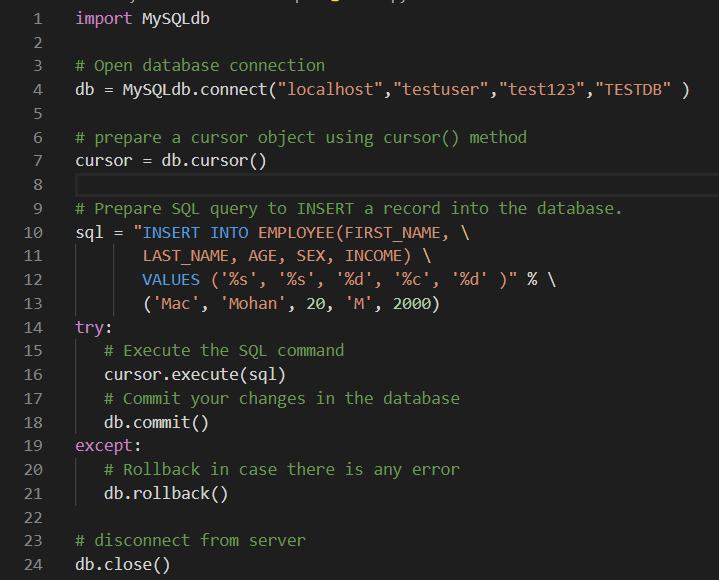 1 import MySQLdb
2
3 # Open database connection
4 db = MySQLdb.connect("localhost","testuser","test123","TESTDB" )
5
6 # prepare a cursor object using cursor() method
7 cursor = db.cursor()
8
9 # Prepare SQL query to INSERT a record into the database.
10 sql = "INSERT INTO EMPLOYEE(FIRST_NAME, \
11        LAST_NAME, AGE, SEX, INCOME) \
12        VALUES ('%s', '%s', '%d', '%c', '%d' )" % \
13        ('Mac', 'Mohan', 20, 'M', 2000)
14 try:
15    # Execute the SQL command
16    cursor.execute(sql)
17    # Commit your changes in the database
18    db.commit()
19 except:
20    # Rollback in case there is any error
21    db.rollback()
22
23 # disconnect from server
24 db.close()